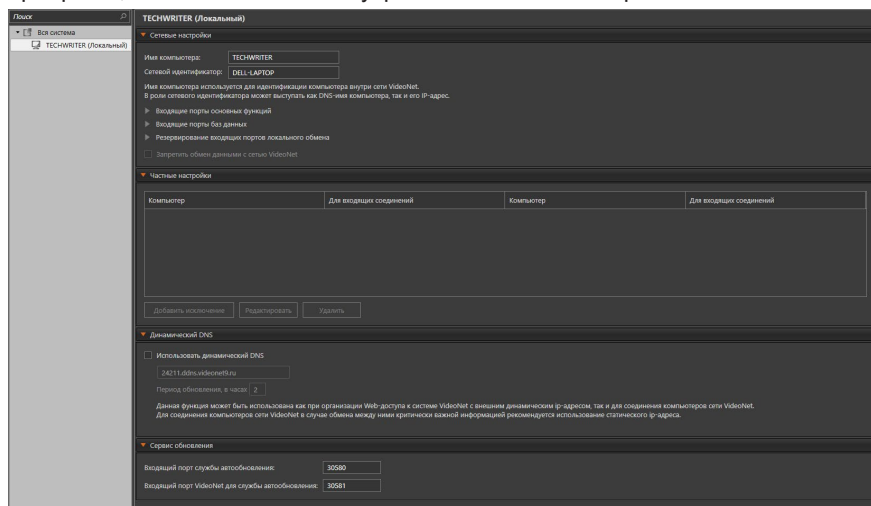 Поиск
Вся система
TECHWRITER (Локальный)
TECHWRITER (Локальный)
Сетевые настройки
Имя компьютера: TECHWRITER
Сетевой идентификатор: DELL-LAPTOP
Имя компьютера используется для идентификации компьютера внутри сети VideoNet.
В роли сетевого идентификатора может выступать как DNS-имя компьютера, так и его IP-адрес.
Входящие порты основных функций
Входящие порты баз данных
Резервирование входящих портов локального обмена
Запретить обмен данными с сетью VideoNet
Частные настройки
Компьютер Для входящих соединений Компьютер Для входящих соединений
Добавить исключение Редактировать Удалить
Динамический DNS
Использовать динамический DNS
24211.ddns.videonet9.ru
Период обновления, в часах 2
Данная функция может быть использована как при организации Web-доступа к системе VideoNet с внешним динамическим ip-адресом, так и для соединения компьютеров сети VideoNet.
Для соединения компьютеров сети VideoNet в случае обмена между ними критически важной информацией рекомендуется использование статического ip-адреса.
Сервис обновления
Входящий порт службы автообновления: 30580
Входящий порт VideoNet для службы автообновления: 30581